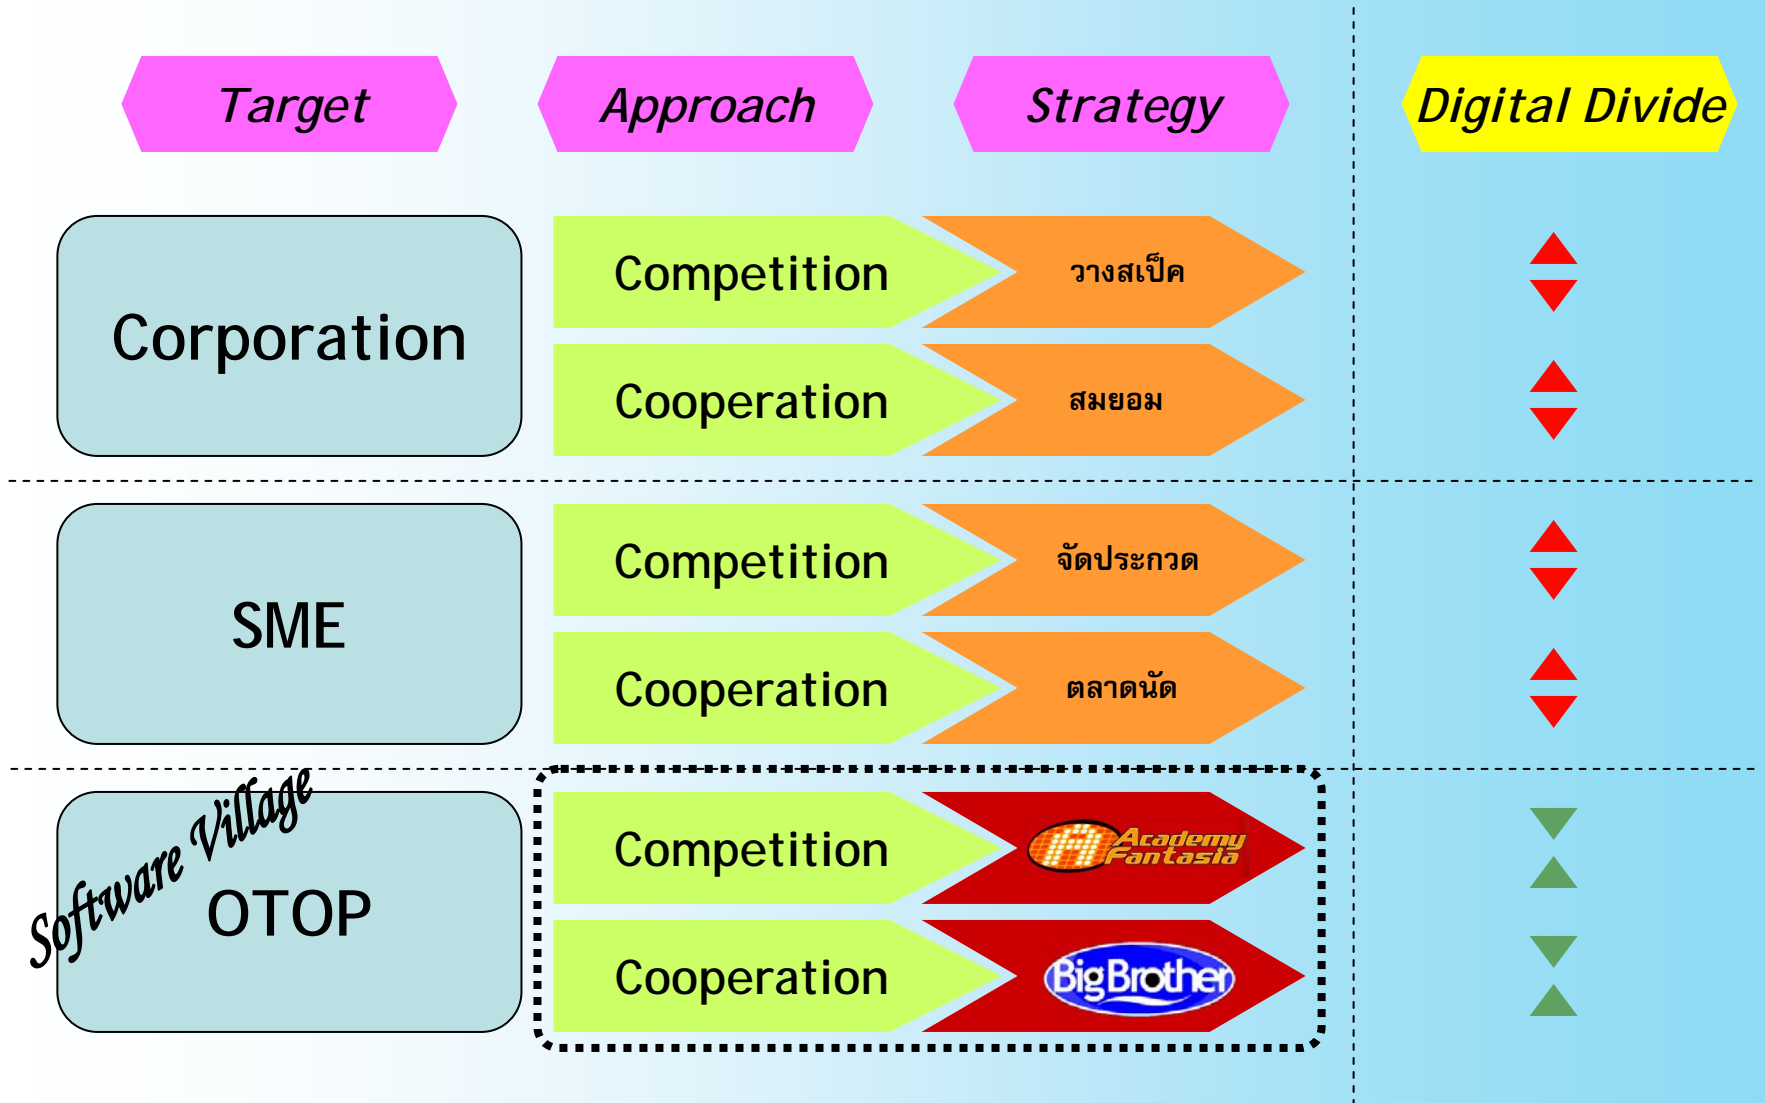 Target
Approach
Strategy
Digital Divide
Corporation
Competition
วางสเป็ค
Cooperation
สมยอม
SME
Competition
จัดประกวด
Cooperation
ตลาดนัด
Software Village
OTOP
Competition
Academy
Fantasia
Cooperation
BigBrother